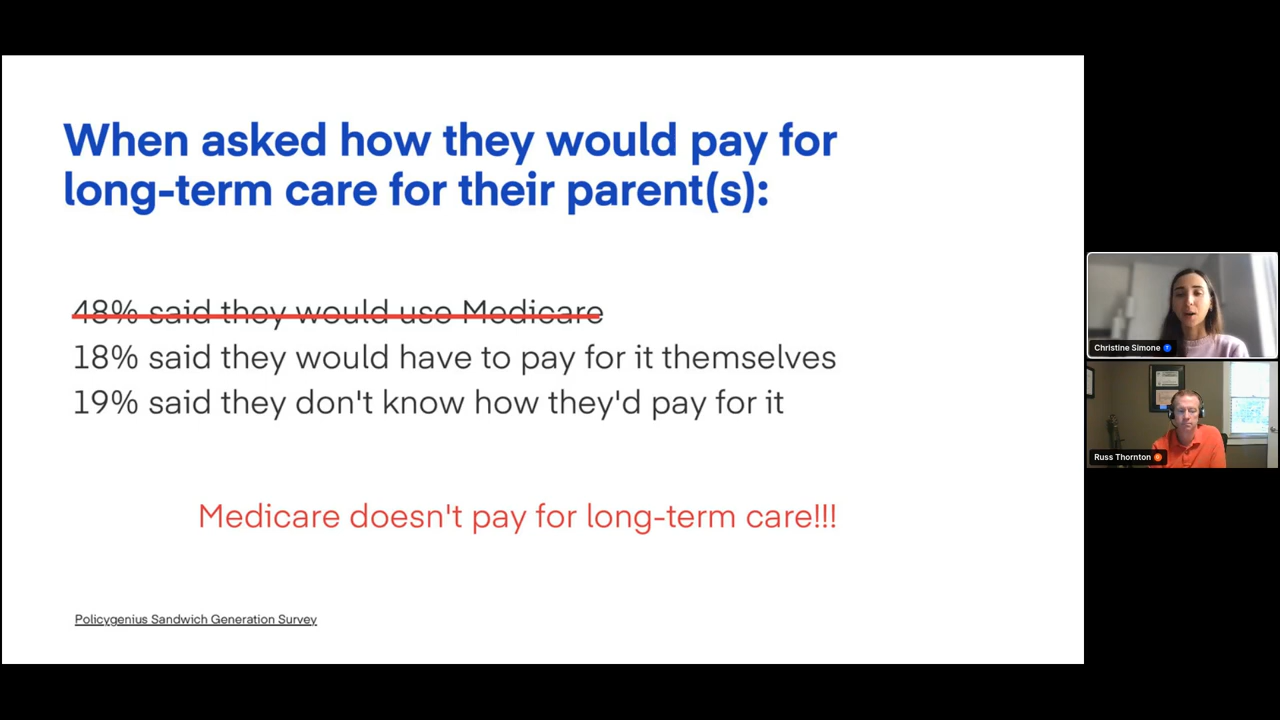 When asked how they would pay for
long-term care for their parent(s):
48% said they would use Medicare
18% said they would have to pay for it themselves
19% said they don't know how they'd pay for it
Medicare doesn't pay for long-term care!!!
Policygenius Sandwich Generation Survey
Christine Simone
Russ Thornton